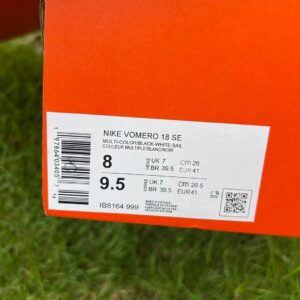 NIKE VOMERO 18 SE
MULTI-COLOR/BLACK-WHITE-SAIL
COULEUR MULTIPLE/BLANC/NOIR
8 UK 7 CM 26
BR 39.5 EUR 41
9.5 UK 7 CM 26.5
BR 39.5 EUR 41
IB8164 999